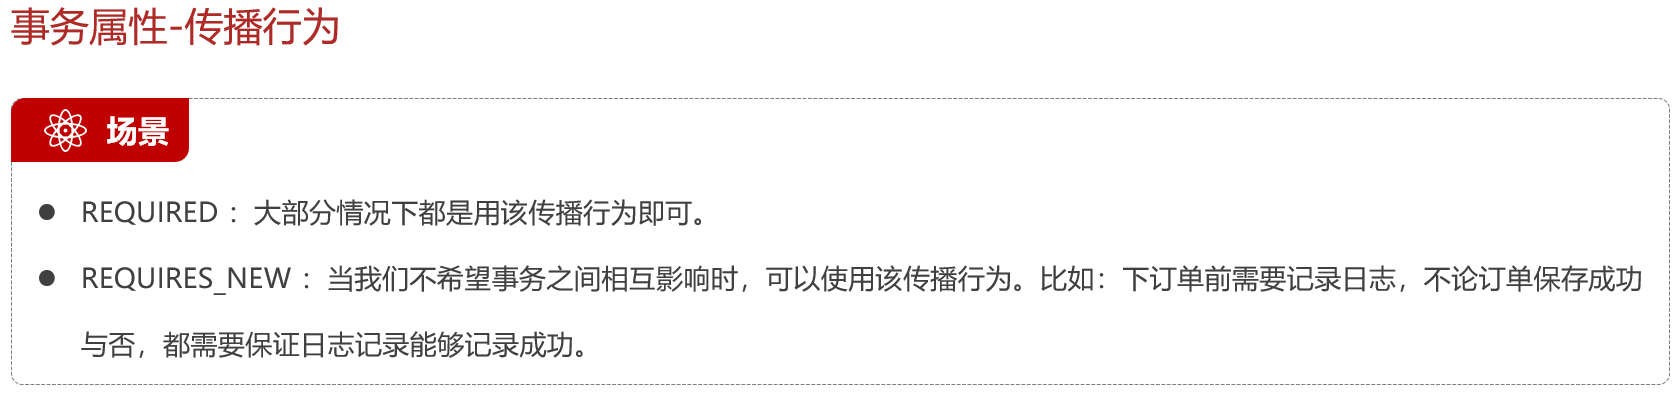 事务属性-传播行为
场景
REQUIRED ：大部分情况下都是用该传播行为即可。
REQUIRES_NEW ：当我们不希望事务之间相互影响时，可以使用该传播行为。比如：下订单前需要记录日志，不论订单保存成功
与否，都需要保证日志记录能够记录成功。